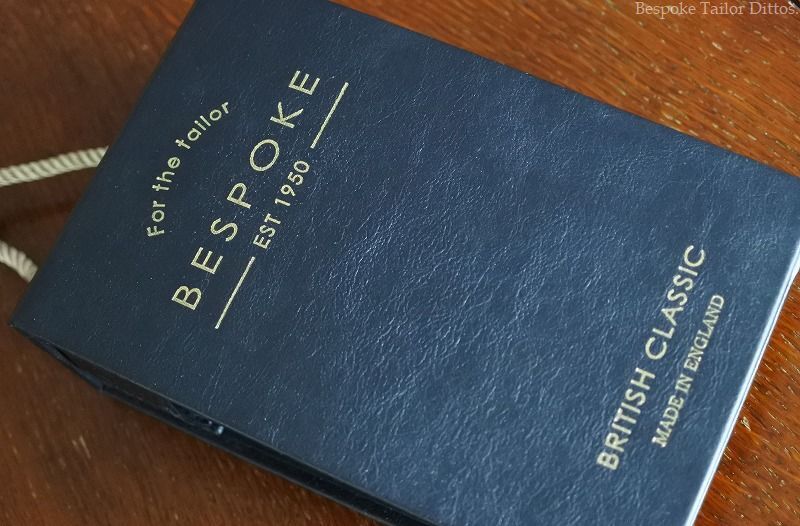 Bespoke Tailor Dittos.
For the tailor
BESPOKE
EST 1950
BRITISH CLASSIC
MADE IN ENGLAND